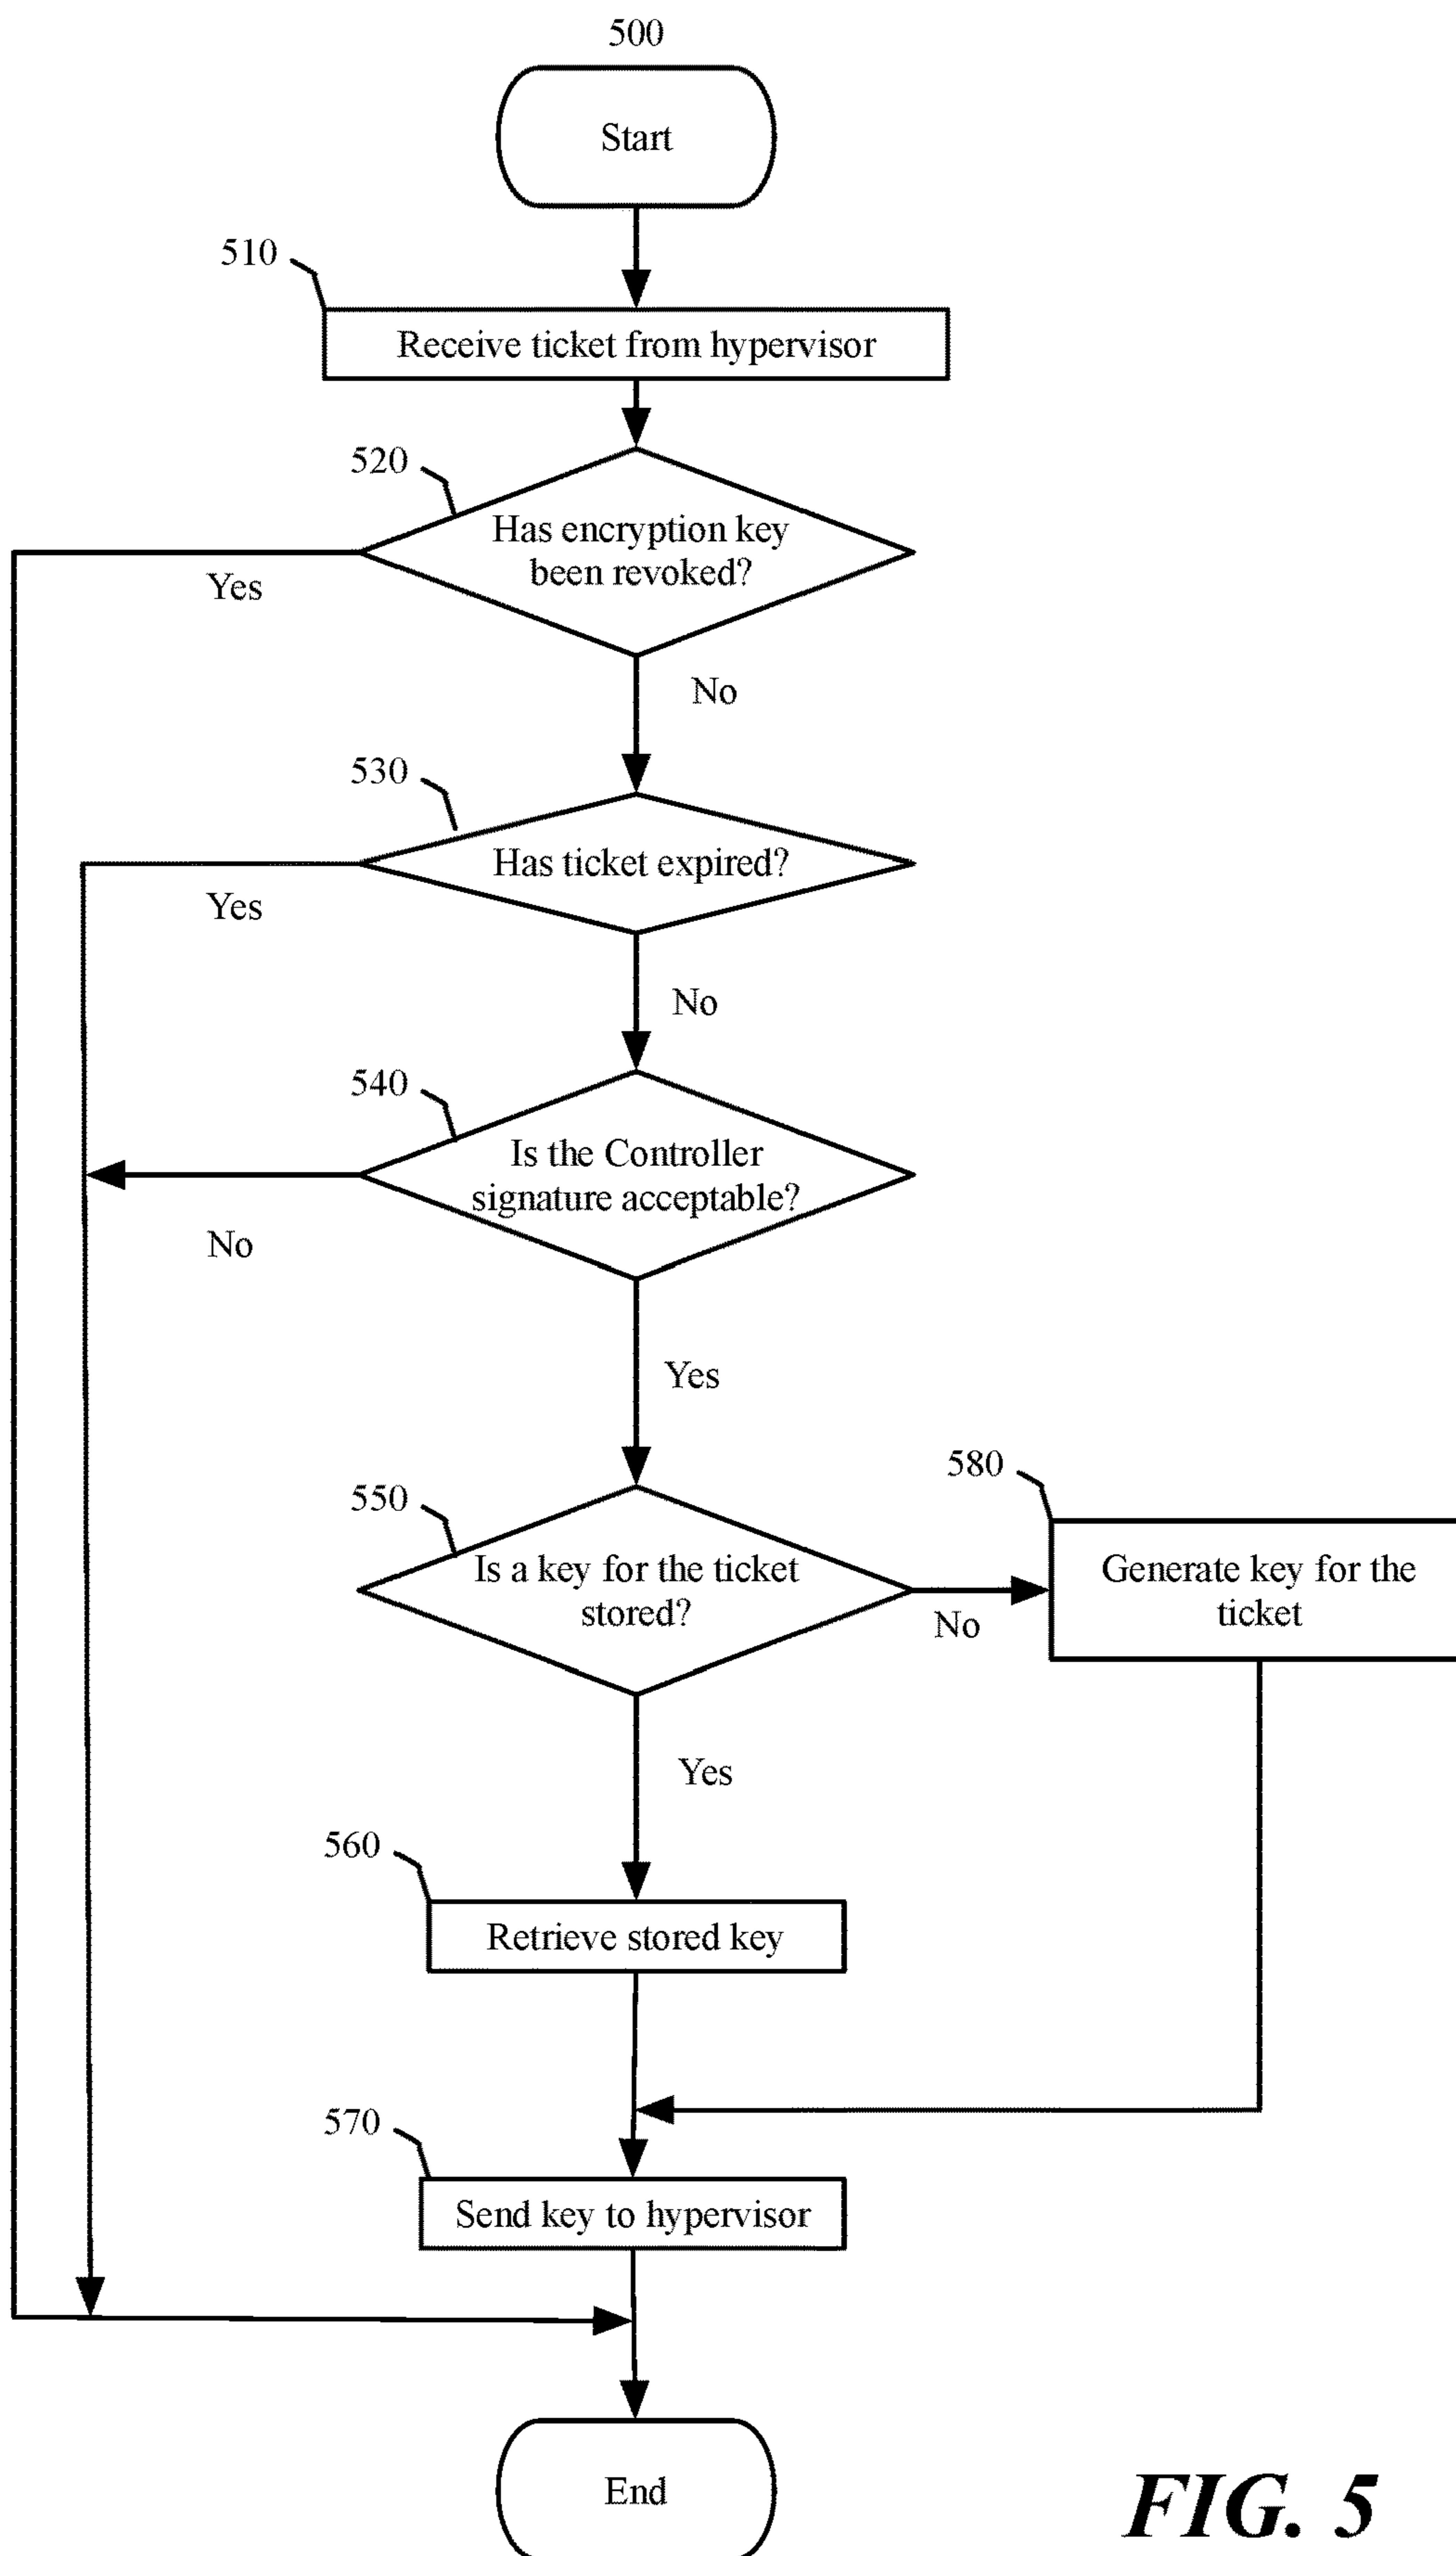 500
Start
510
Receive ticket from hypervisor
520
Has encryption key
been revoked?
Yes
No
530
Has ticket expired?
Yes
No
540
Is the Controller
signature acceptable?
No
Yes
580
550
Is a key for the ticket
stored?
Generate key for the
ticket
No
Yes
560
Retrieve stored key
570
Send key to hypervisor
End
FIG. 5